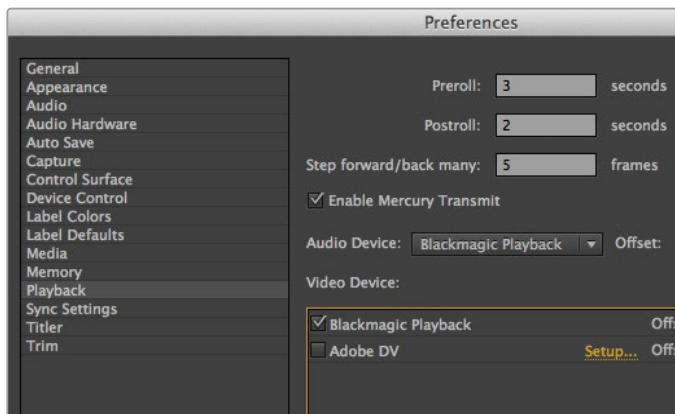 Preferences
General
Appearance
Audio
Audio Hardware
Auto Save
Capture
Control Surface
Device Control
Label Colors
Label Defaults
Media
Memory
Playback
Sync Settings
Titler
Trim
Preroll: 3 seconds
Postroll: 2 seconds
Step forward/back many: 5 frames
Enable Mercury Transmit
Audio Device: Blackmagic Playback Offset:
Video Device:
Blackmagic Playback Offs
Adobe DV Setup... Offs